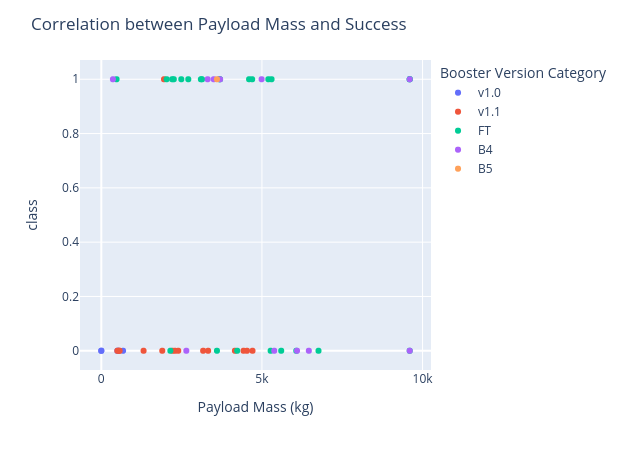 Correlation between Payload Mass and Success
Booster Version Category
v1.0
v1.1
FT
B4
B5
1
0.8
0.6
0.4
0.2
0
class
0
5k
10k
Payload Mass (kg)